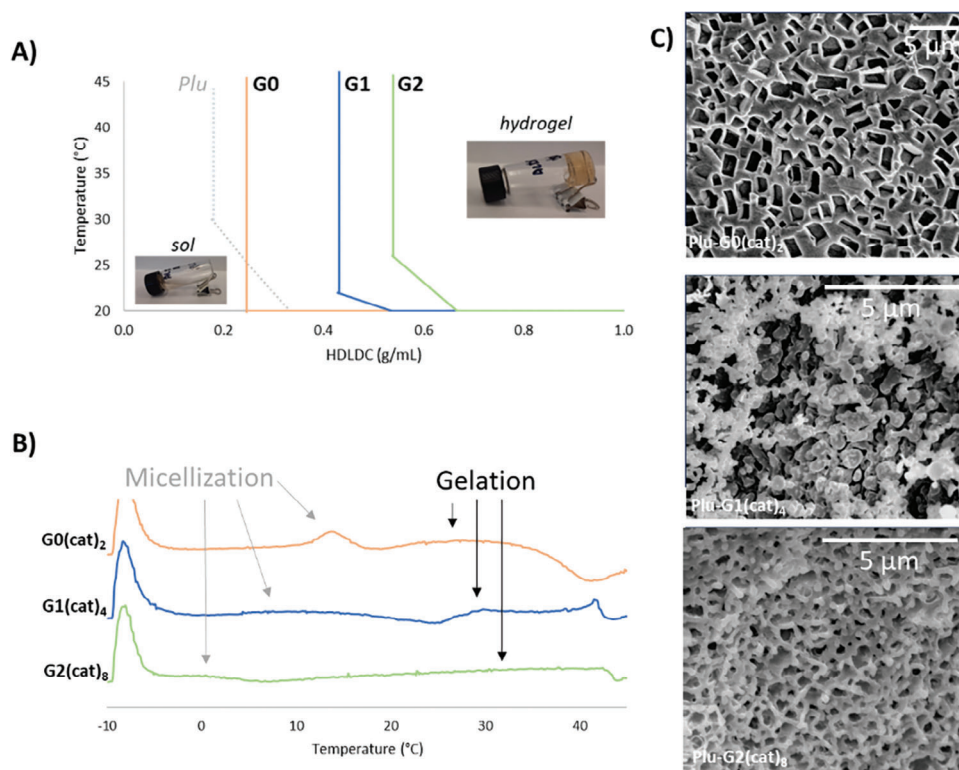 A)
Plu
G0
G1
G2
hydrogel
sol
45
40
35
30
25
20
Temperature (°C)
0.0 0.2 0.4 0.6 0.8 1.0
HDLDC (g/mL)
B)
Micellization
Gelation
G0(cat)₂
G1(cat)₄
G2(cat)₈
-10 0 10 20 30 40
Temperature (°C)
C)
5 μm
Plu-G0(cat)₂
5 μm
Plu-G1(cat)₄
5 μm
Plu-G2(cat)₈